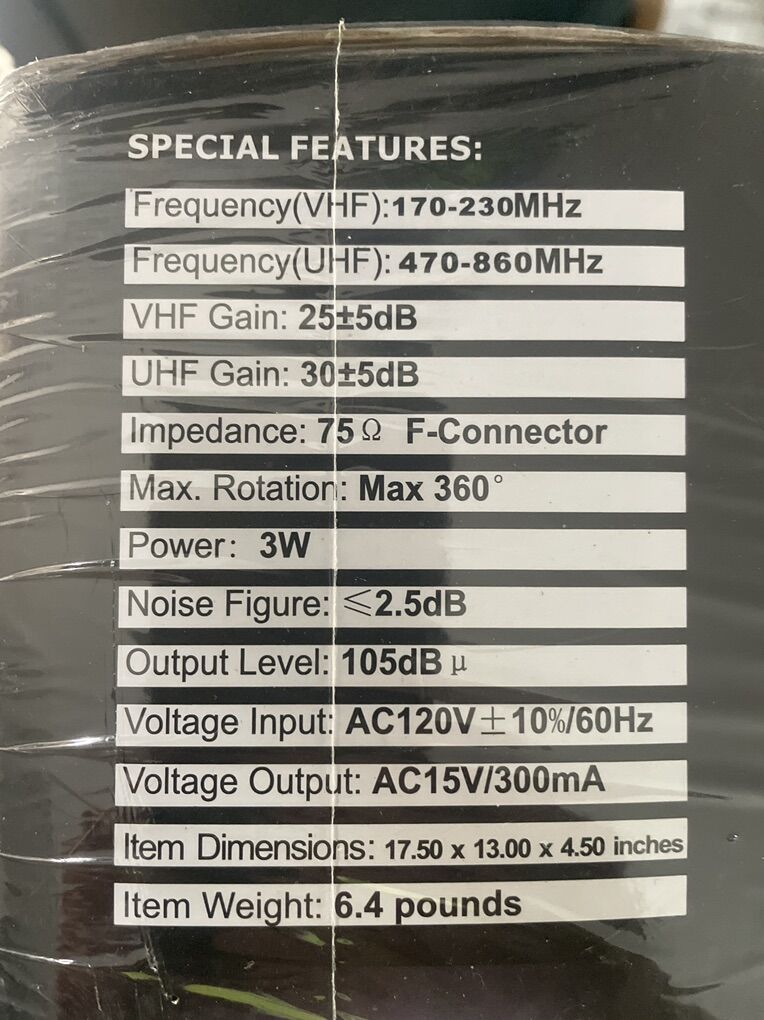 SPECIAL FEATURES:
Frequency(VHF):170-230MHz
Frequency(UHF): 470-860MHz
VHF Gain: 25±5dB
UHF Gain: 30±5dB
Impedance: 75Ω F-Connector
Max. Rotation: Max 360°
Power: 3W
Noise Figure: ≤2.5dB
Output Level: 105dBμ
Voltage Input: AC120V±10%/60Hz
Voltage Output: AC15V/300mA
Item Dimensions: 17.50 x 13.00 x 4.50 inches
Item Weight: 6.4 pounds